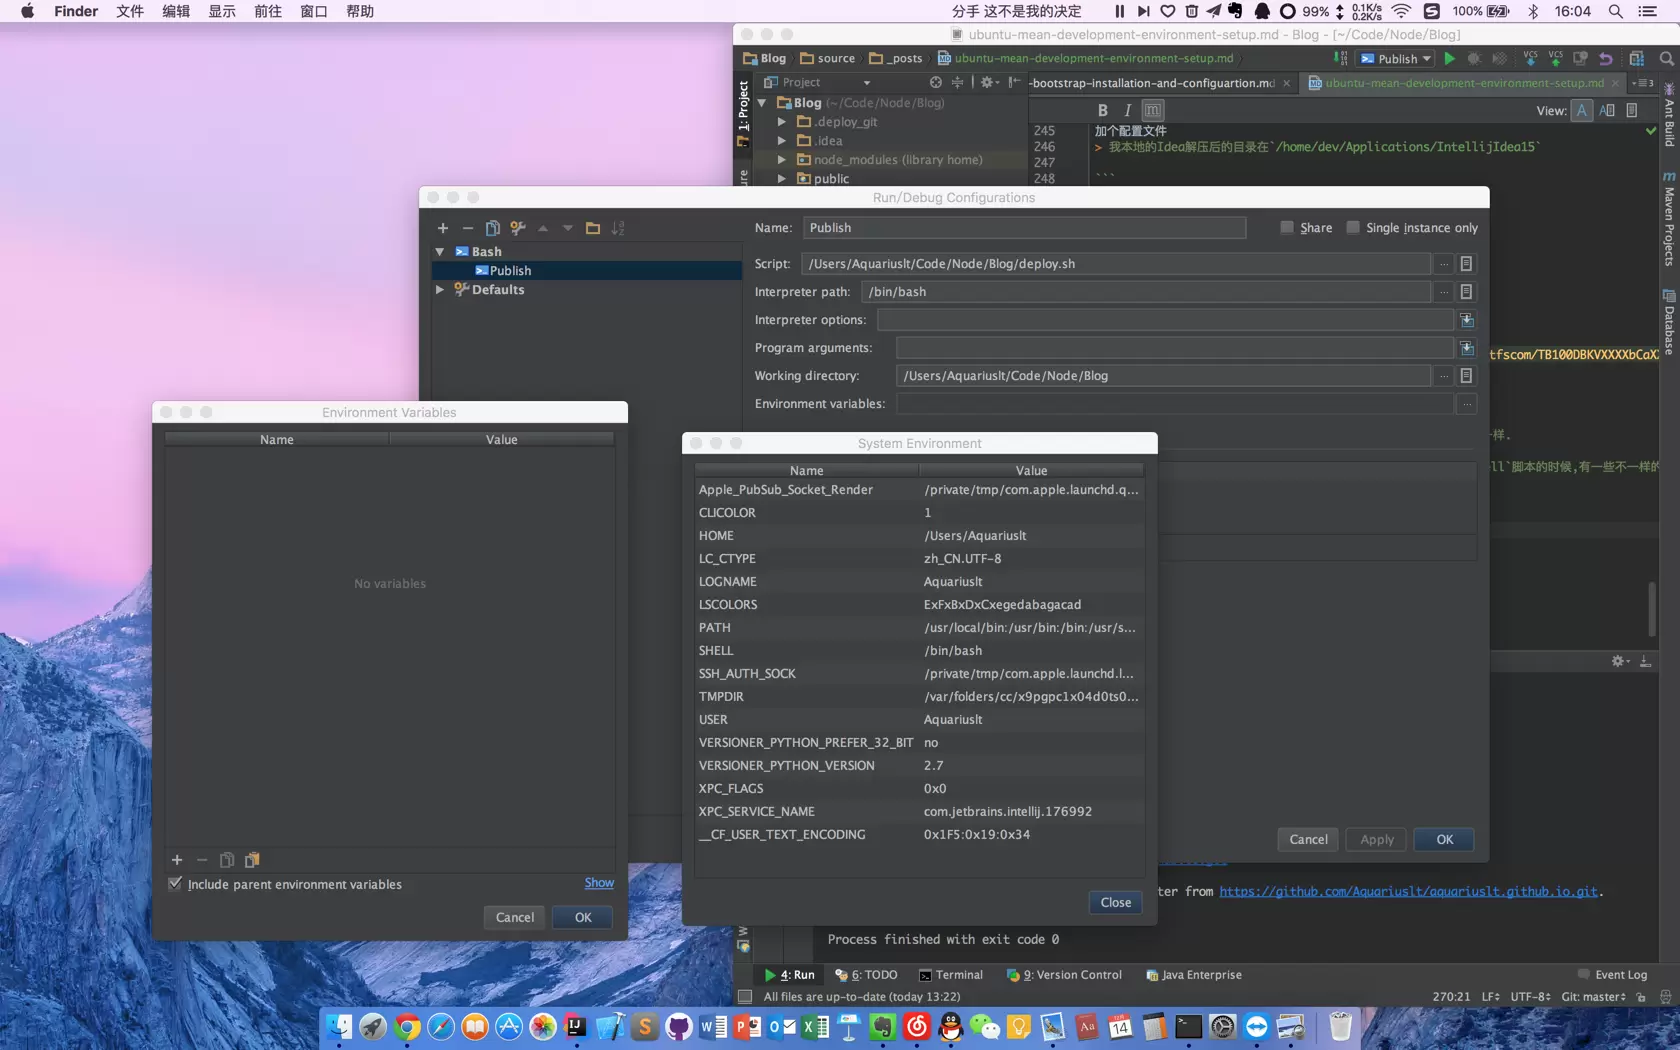 Finder 文件 编辑 显示 前往 窗口 帮助
分手 这不是我的决定 99% 0.1K/s 0.2K/s 100% 16:04
ubuntu-mean-development-environment-setup.md - Blog - [~/Code/Node/Blog]
Blog source _posts ubuntu-mean-development-environment-setup.md Publish VCS VCS
1: Project
Project
-bootstrap-installation-and-configuartion.md ubuntu-mean-development-environment-setup.md
Blog (~/Code/Node/Blog)
.deploy_git
.idea
node_modules (library home)
public
B I m
View: A A
245 加个配置文件
246 > 我本地的Idea解压后的目录在`/home/dev/Applications/IntellijIdea15`
247
248 ```
Ant Build
Maven Projects
Database
tfscom/TB100DBKVXXXXbCaX
一样.
ll`脚本的时候,有一些不一样的
Run/Debug Configurations
Bash
Publish
Defaults
Name: Publish Share Single instance only
Script: /Users/Aquariuslt/Code/Node/Blog/deploy.sh
Interpreter path: /bin/bash
Interpreter options:
Program arguments:
Working directory: /Users/Aquariuslt/Code/Node/Blog
Environment variables:
Cancel Apply OK
Environment Variables
Name Value
No variables
Include parent environment variables Show
Cancel OK
System Environment
Name Value
Apple_PubSub_Socket_Render /private/tmp/com.apple.launchd.q...
CLICOLOR 1
HOME /Users/Aquariuslt
LC_CTYPE zh_CN.UTF-8
LOGNAME Aquariuslt
LSCOLORS ExFxBxDxCxegedabagacad
PATH /usr/local/bin:/usr/bin:/bin:/usr/s...
SHELL /bin/bash
SSH_AUTH_SOCK /private/tmp/com.apple.launchd.l...
TMPDIR /var/folders/cc/x9pgpc1x04d0ts0...
USER Aquariuslt
VERSIONER_PYTHON_PREFER_32_BIT no
VERSIONER_PYTHON_VERSION 2.7
XPC_FLAGS 0x0
XPC_SERVICE_NAME com.jetbrains.intellij.176992
__CF_USER_TEXT_ENCODING 0x1F5:0x19:0x34
Close
ter from https://github.com/Aquariuslt/aquariuslt.github.io.git.
Process finished with exit code 0
4: Run 6: TODO Terminal 9: Version Control Java Enterprise Event Log
All files are up-to-date (today 13:22) 270:21 LF UTF-8 Git: master